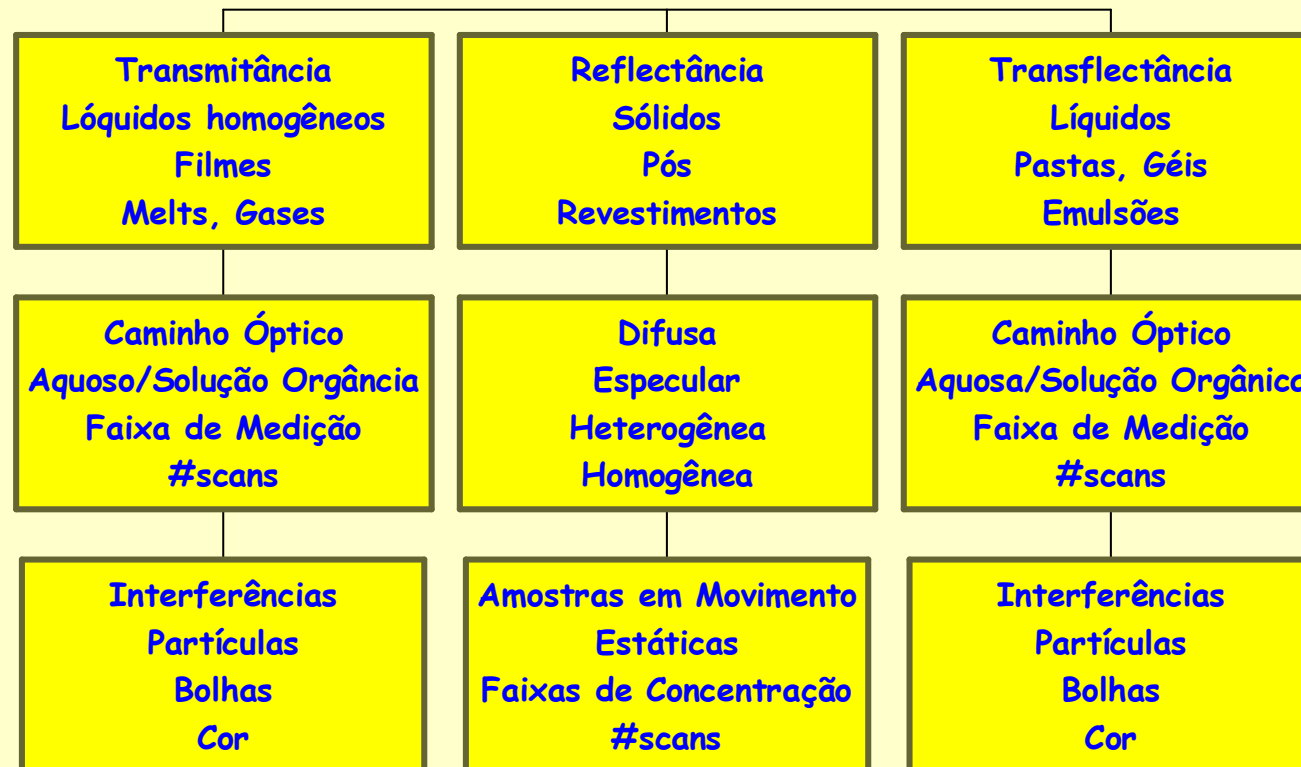 Transmitância
Lóquidos homogêneos
Filmes
Melts, Gases
Reflectância
Sólidos
Pós
Revestimentos
Transflectância
Líquidos
Pastas, Géis
Emulsões
Caminho Óptico
Aquoso/Solução Orgância
Faixa de Medição
#scans
Difusa
Especular
Heterogênea
Homogênea
Caminho Óptico
Aquosa/Solução Orgânica
Faixa de Medição
#scans
Interferências
Partículas
Bolhas
Cor
Amostras em Movimento
Estáticas
Faixas de Concentração
#scans
Interferências
Partículas
Bolhas
Cor